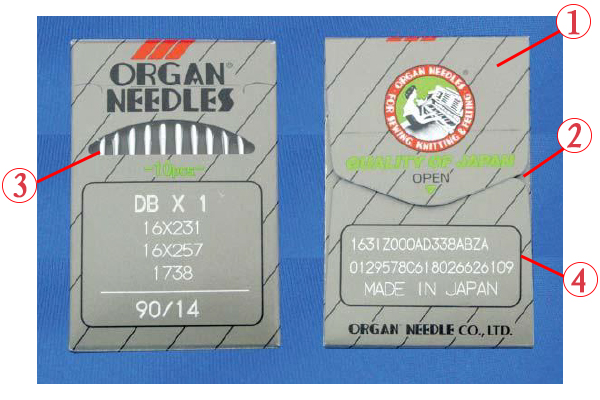 ORGAN®
NEEDLES
-10pcs-
DB X 1
16X231
16X257
1738
90/14
ORGAN NEEDLES®
FOR SEWING, KNITTING & FELTING
QUALITY OF JAPAN
OPEN
1631Z000AD338ABZA
0129578C618026626109
MADE IN JAPAN
ORGAN NEEDLE CO., LTD.
1
2
3
4